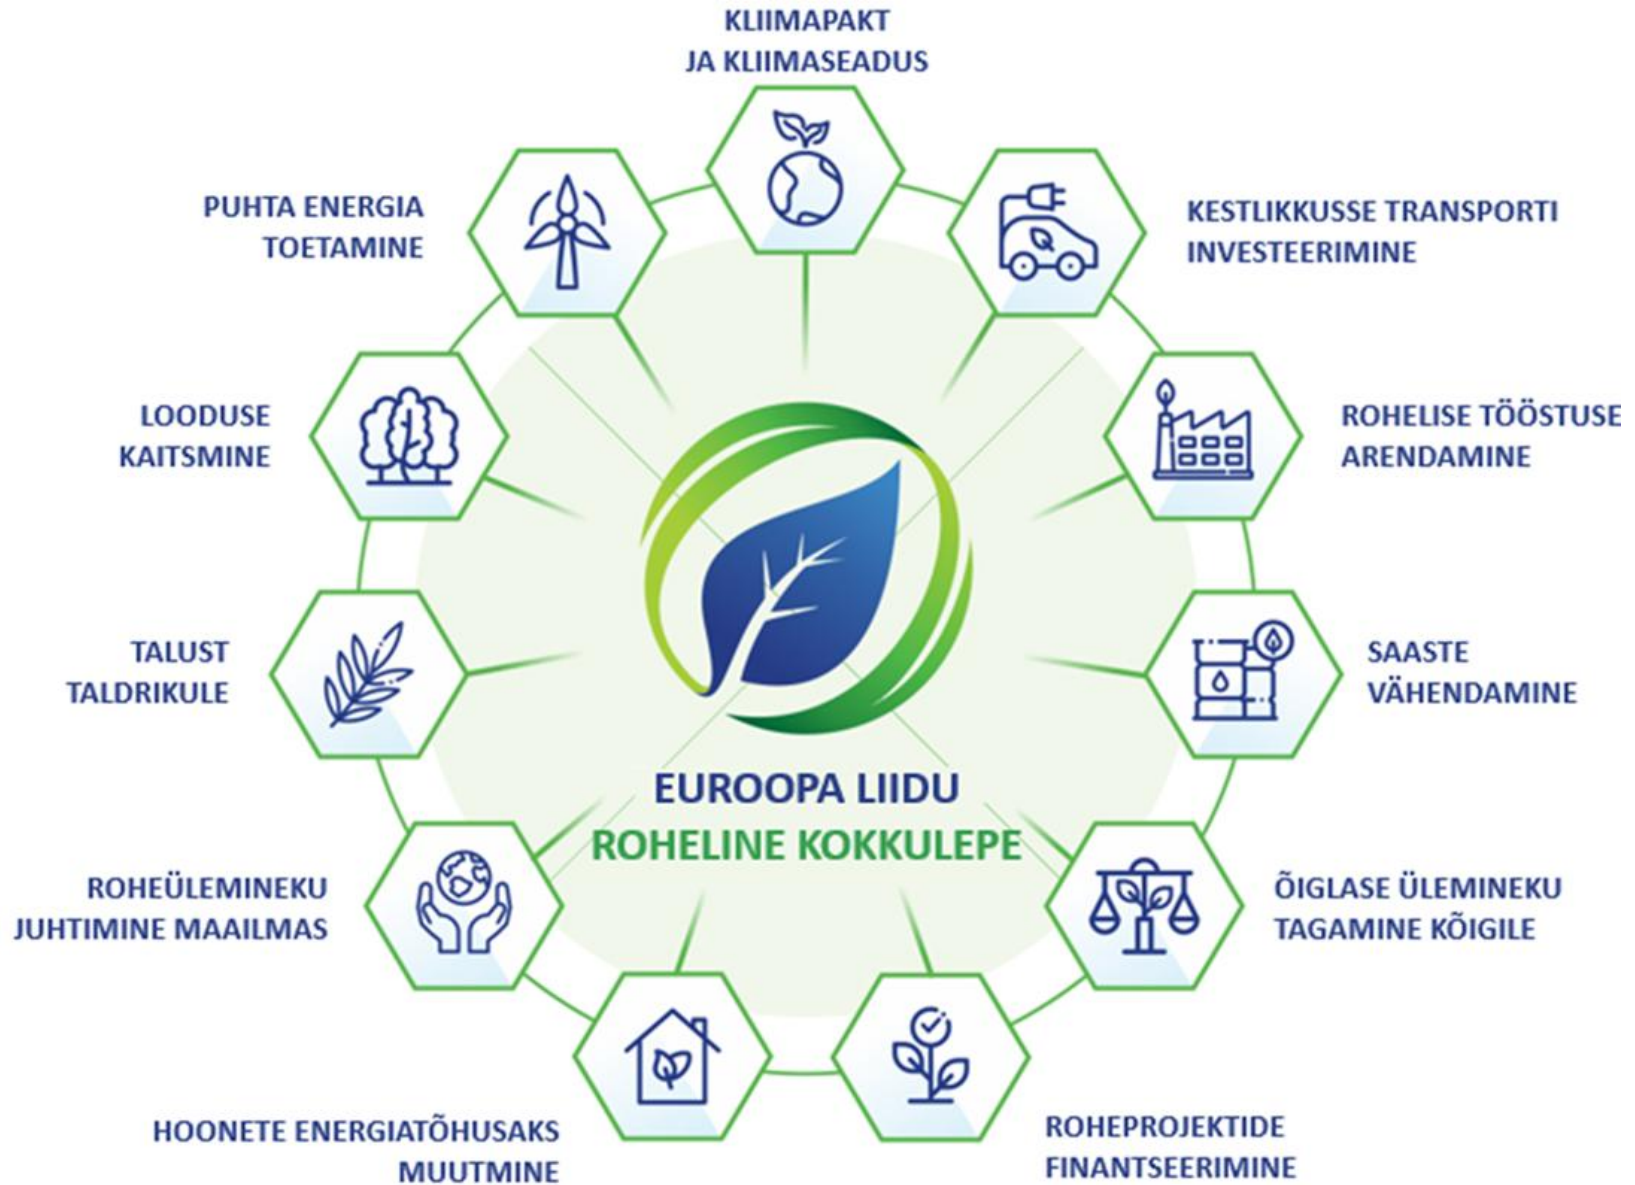 KLIIMAPAKT
JA KLIIMASEADUS
KESTLIKKUSSE TRANSPORTI
INVESTEERIMINE
ROHELISE TÖÖSTUSE
ARENDAMINE
SAASTE
VÄHENDAMINE
ÕIGLASE ÜLEMINEKU
TAGAMINE KÕIGILE
ROHEPROJEKTIDE
FINANTSEERIMINE
HOONETE ENERGIATÕHUSAKS
MUUTMINE
ROHEÜLEMINEKU
JUHTIMINE MAAILMAS
TALUST
TALDRIKULE
LOODUSE
KAITSMINE
PUHTA ENERGIA
TOETAMINE
EUROOPA LIIDU
ROHELINE KOKKULEPE